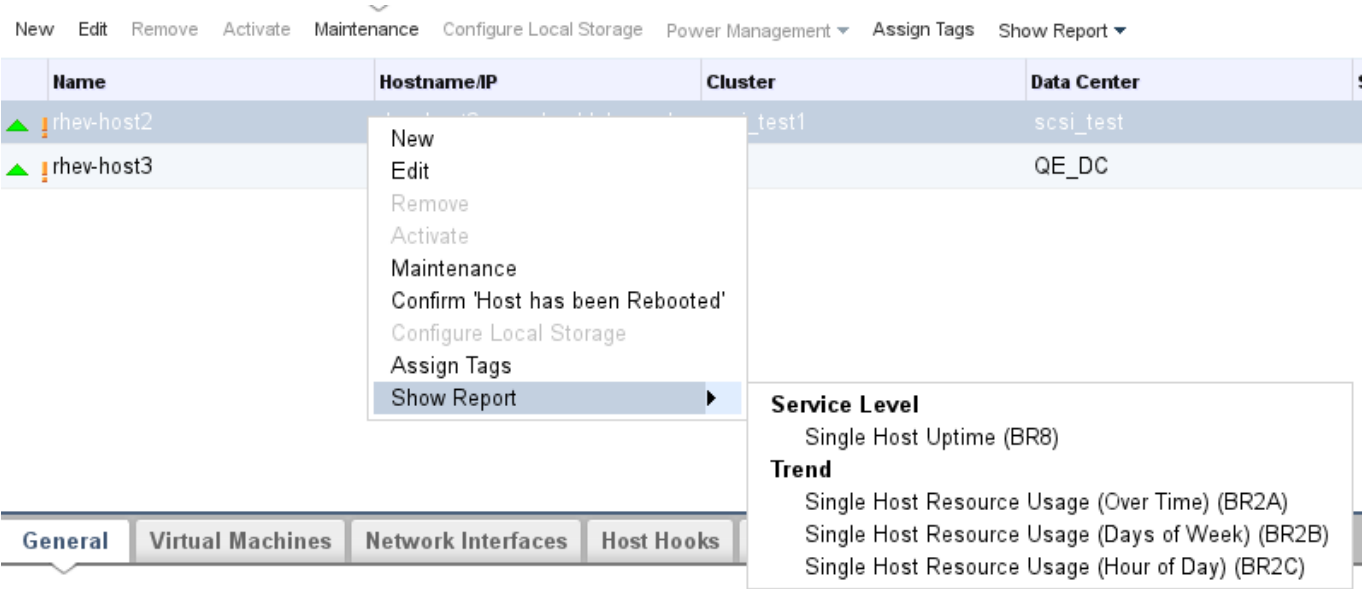 New Edit Remove Activate Maintenance Configure Local Storage Power Management Assign Tags Show Report
Name Hostname/IP Cluster Data Center
rhev-host2 _test1 scsi_test
rhev-host3 QE_DC
New
Edit
Remove
Activate
Maintenance
Confirm 'Host has been Rebooted'
Configure Local Storage
Assign Tags
Show Report
Service Level
Single Host Uptime (BR8)
Trend
Single Host Resource Usage (Over Time) (BR2A)
Single Host Resource Usage (Days of Week) (BR2B)
Single Host Resource Usage (Hour of Day) (BR2C)
General Virtual Machines Network Interfaces Host Hooks